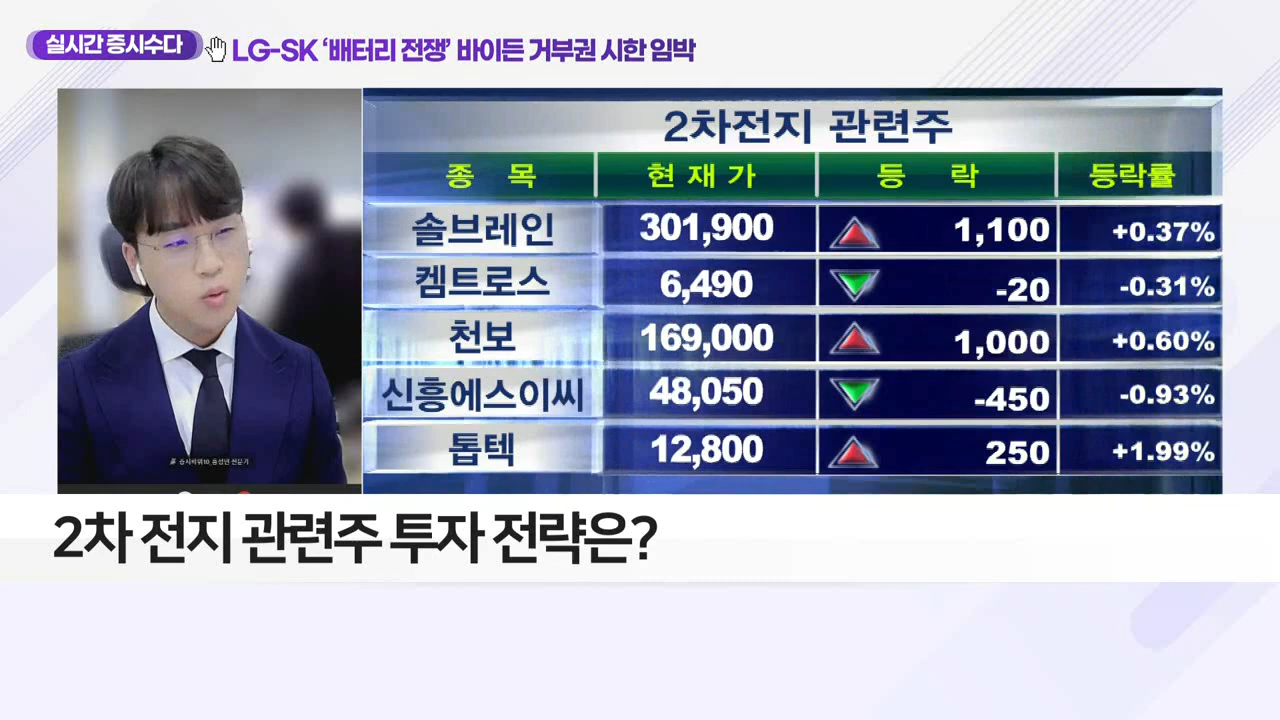 실시간 증시수다
LG-SK ‘배터리 전쟁’ 바이든 거부권 시한 임박
2차전지 관련주
종 목 현 재 가 등 락 등락률
솔브레인 301,900 1,100 +0.37%
켐트로스 6,490 -20 -0.31%
천보 169,000 1,000 +0.60%
신흥에스이씨 48,050 -450 -0.93%
톱텍 12,800 250 +1.99%
2차 전지 관련주 투자 전략은?